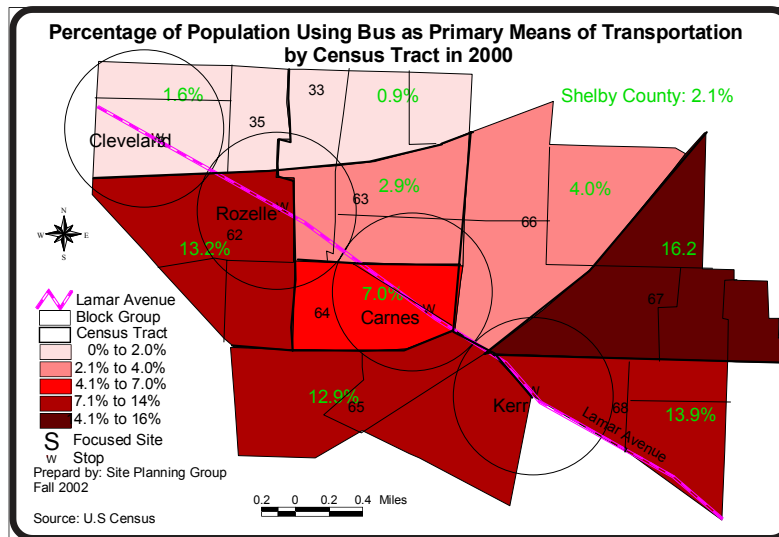 Percentage of Population Using Bus as Primary Means of Transportation
by Census Tract in 2000
1.6%
33
0.9%
Shelby County: 2.1%
35
Cleveland
W
2.9%
4.0%
63
Rozelle
W
66
62
13.2%
16.2
N
W E
S
7.0%
67
64
W
Carnes
Lamar Avenue
Block Group
Census Tract
0% to 2.0%
2.1% to 4.0%
4.1% to 7.0%
7.1% to 14%
4.1% to 16%
S Focused Site
W Stop
12.9%
65
Kerr
W
68
13.9%
Lamar Avenue
Prepard by: Site Planning Group
Fall 2002
0.2 0 0.2 0.4 Miles
Source: U.S Census